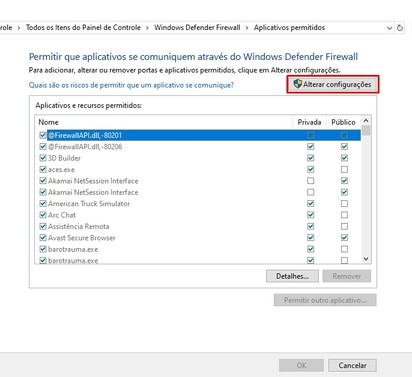 role > Todos os Itens do Painel de Controle > Windows Defender Firewall > Aplicativos permitidos
Permitir que aplicativos se comuniquem através do Windows Defender Firewall
Para adicionar, alterar ou remover portas e aplicativos permitidos, clique em Alterar configurações.
Quais são os riscos de permitir que um aplicativo se comunique?
Alterar configurações
Aplicativos e recursos permitidos:
Nome Privada Público
@FirewallAPI.dll,-80201
@FirewallAPI.dll,-80206
3D Builder
aces.exe
Akamai NetSession Interface
Akamai NetSession Interface
American Truck Simulator
Arc Chat
Assistência Remota
Avast Secure Browser
barotrauma.exe
barotrauma.exe
Detalhes... Remover
Permitir outro aplicativo...
OK Cancelar